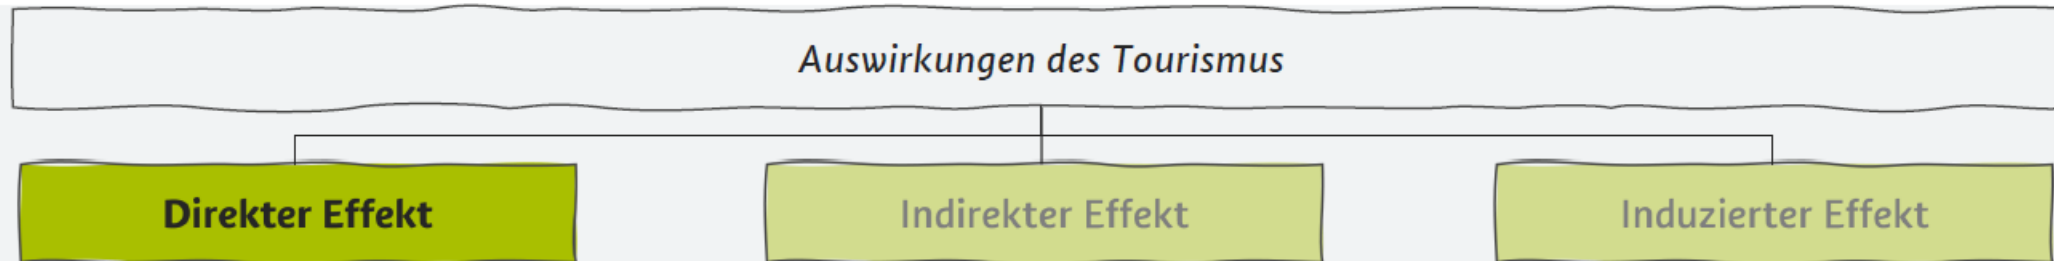 Auswirkungen des Tourismus
Direkter Effekt
Indirekter Effekt
Induzierter Effekt